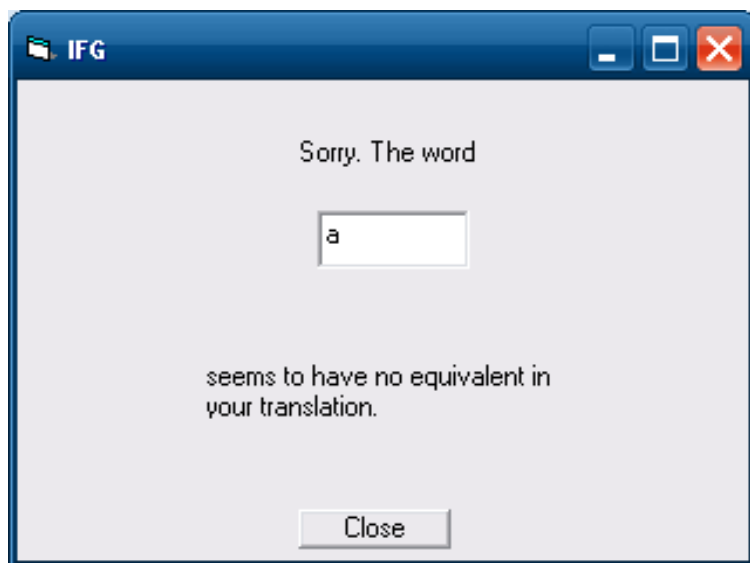 IFG
Sorry. The word
a
seems to have no equivalent in
your translation.
Close